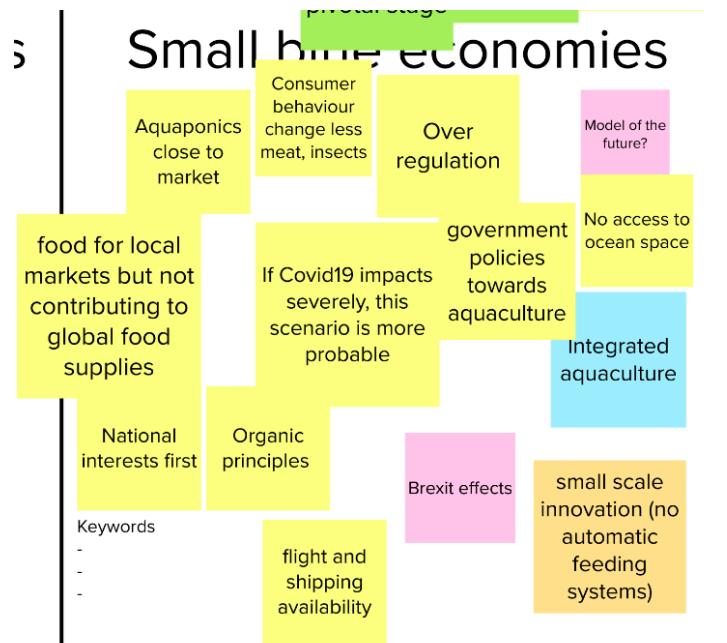 pivotal stage
s
Small blue economies
Aquaponics
close to
market
Consumer
behaviour
change less
meat, insects
Over
regulation
Model of the
future?
No access to
ocean space
food for local
markets but not
contributing to
global food
supplies
If Covid19 impacts
severely, this
scenario is more
probable
government
policies
towards
aquaculture
Integrated
aquaculture
National
interests first
Organic
principles
Brexit effects
small scale
innovation (no
automatic
feeding
systems)
Keywords
-
-
-
flight and
shipping
availability